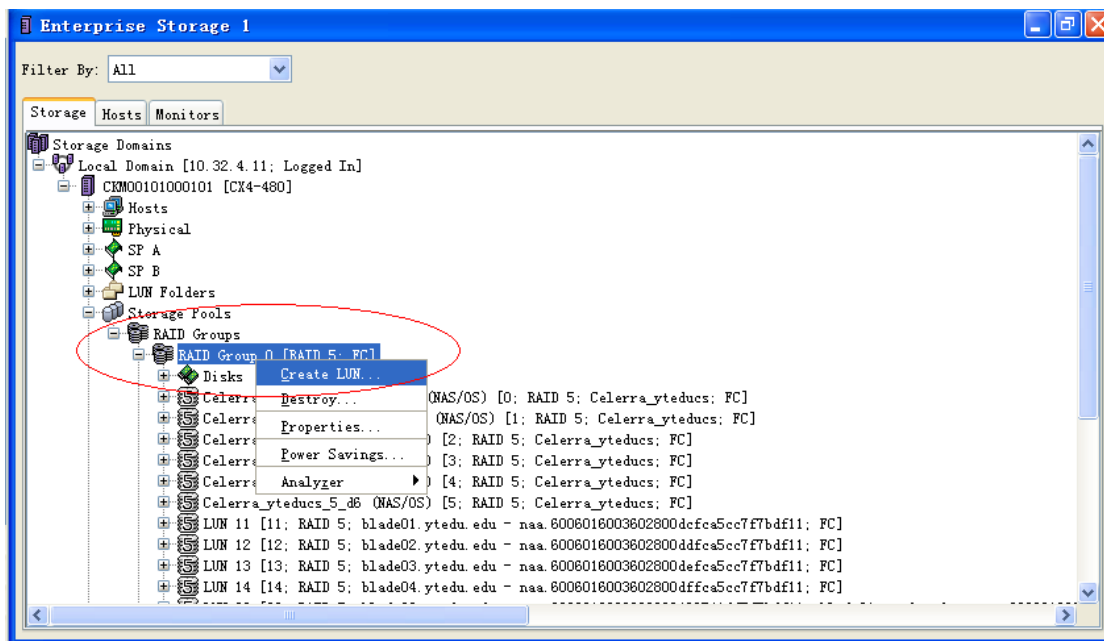 Enterprise Storage 1
Filter By: All
Storage Hosts Monitors
Storage Domains
Local Domain [10.32.4.11; Logged In]
CKM00101000101 [CX4-480]
Hosts
Physical
SP A
SP B
LUN Folders
Storage Pools
RAID Groups
RAID Group 0 [RAID 5; FC]
Disks
Create LUN...
Celerra
Destroy...
(NAS/OS) [0; RAID 5; Celerra_yteducs; FC]
Celerra
Properties...
(NAS/OS) [1; RAID 5; Celerra_yteducs; FC]
Celerra
) [2; RAID 5; Celerra_yteducs; FC]
Celerra
Power Savings...
) [3; RAID 5; Celerra_yteducs; FC]
Celerra
Analyzer
) [4; RAID 5; Celerra_yteducs; FC]
Celerra_yteducs_5_d6 (NAS/OS) [5; RAID 5; Celerra_yteducs; FC]
LUN 11 [11; RAID 5; blade01.ytedu.edu - naa.6006016003602800dcfca5cc7f7bdf11; FC]
LUN 12 [12; RAID 5; blade02.ytedu.edu - naa.6006016003602800ddfca5cc7f7bdf11; FC]
LUN 13 [13; RAID 5; blade03.ytedu.edu - naa.6006016003602800defca5cc7f7bdf11; FC]
LUN 14 [14; RAID 5; blade04.ytedu.edu - naa.6006016003602800dffca5cc7f7bdf11; FC]